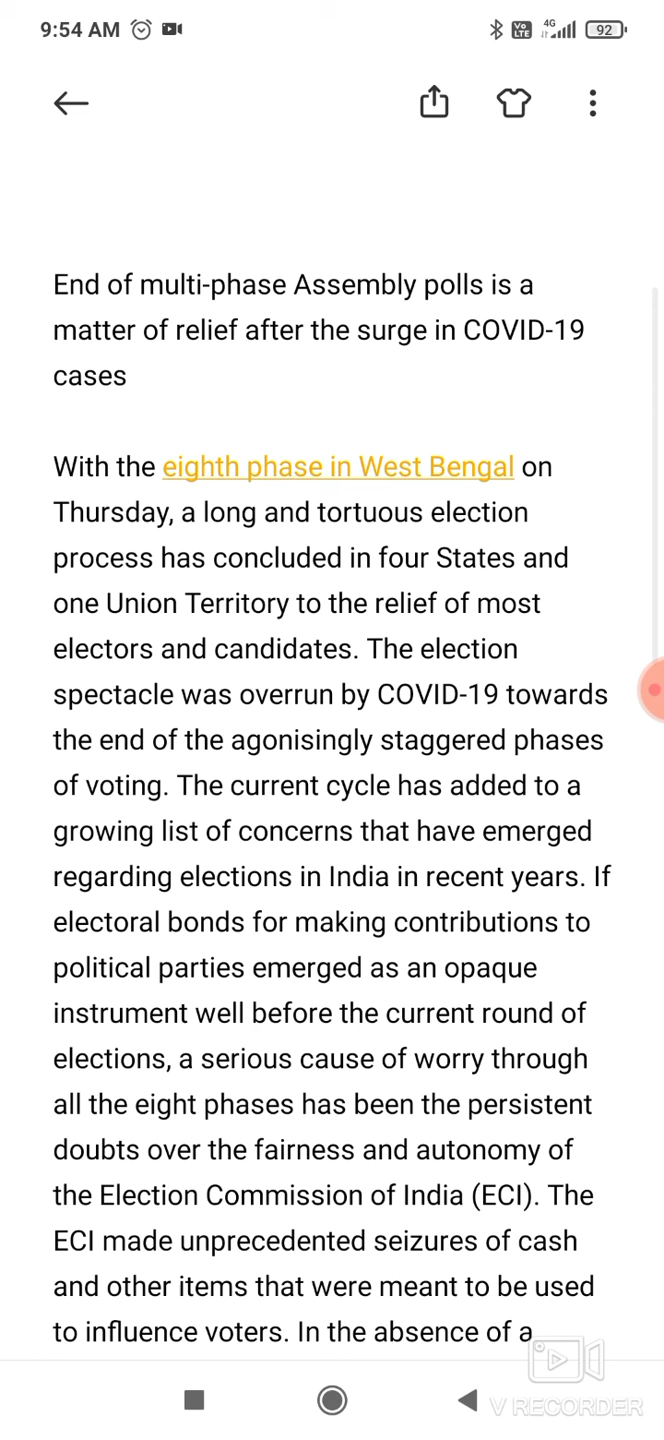 9:54 AM
Vo LTE 4G 92
End of multi-phase Assembly polls is a
matter of relief after the surge in COVID-19
cases
With the eighth phase in West Bengal on
Thursday, a long and tortuous election
process has concluded in four States and
one Union Territory to the relief of most
electors and candidates. The election
spectacle was overrun by COVID-19 towards
the end of the agonisingly staggered phases
of voting. The current cycle has added to a
growing list of concerns that have emerged
regarding elections in India in recent years. If
electoral bonds for making contributions to
political parties emerged as an opaque
instrument well before the current round of
elections, a serious cause of worry through
all the eight phases has been the persistent
doubts over the fairness and autonomy of
the Election Commission of India (ECI). The
ECI made unprecedented seizures of cash
and other items that were meant to be used
to influence voters. In the absence of a
V RECORDER